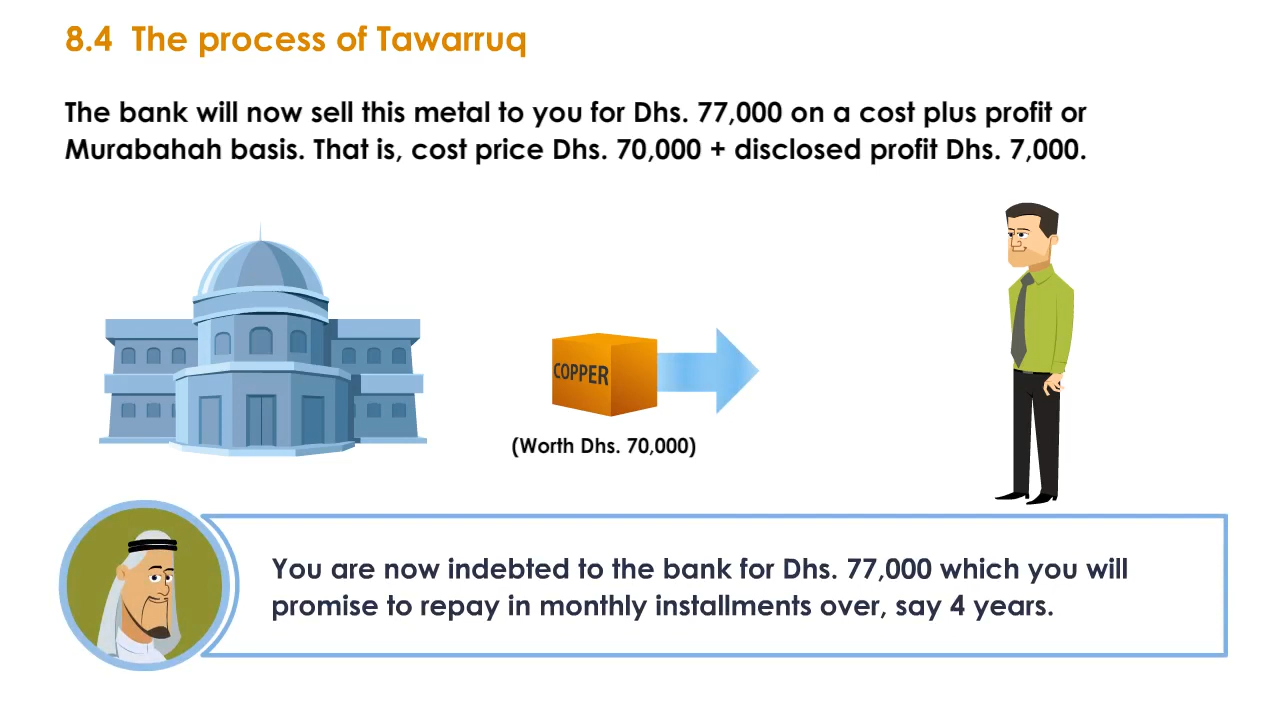 8.4 The process of Tawarruq
The bank will now sell this metal to you for Dhs. 77,000 on a cost plus profit or
Murabahah basis. That is, cost price Dhs. 70,000 + disclosed profit Dhs. 7,000.
COPPER
(Worth Dhs. 70,000)
You are now indebted to the bank for Dhs. 77,000 which you will
promise to repay in monthly installments over, say 4 years.